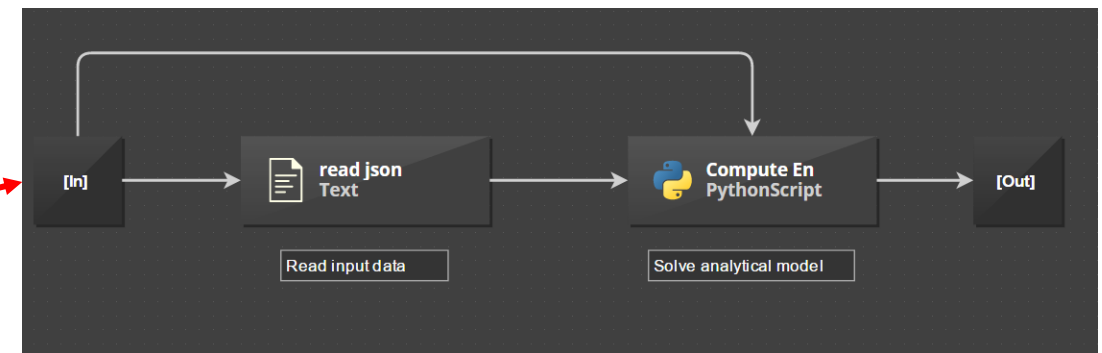 [In]
read json
Text
Compute En
PythonScript
[Out]
Read input data
Solve analytical model